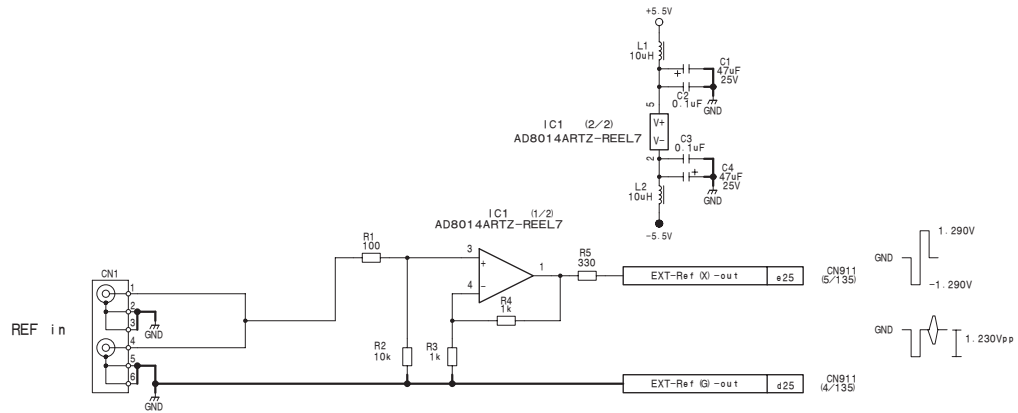 +5.5V
L1
10uH
+
C1
47uF
25V
C2
0.1uF
GND
5
IC1 (2/2)
AD8014ARTZ-REEL7
V+
V-
2
C3
0.1uF
+
C4
47uF
25V
GND
L2
10uH
-5.5V
IC1 (1/2)
AD8014ARTZ-REEL7
R1
100
3
+
4
-
1
R5
330
EXT-Ref (X) -out
e25
CN911
(5/135)
GND
1.290V
-1.290V
R4
1k
CN1
1
2
3
GND
4
5
6
GND
REF in
R2
10k
R3
1k
EXT-Ref (G) -out
d25
CN911
(4/135)
GND
1.230Vpp